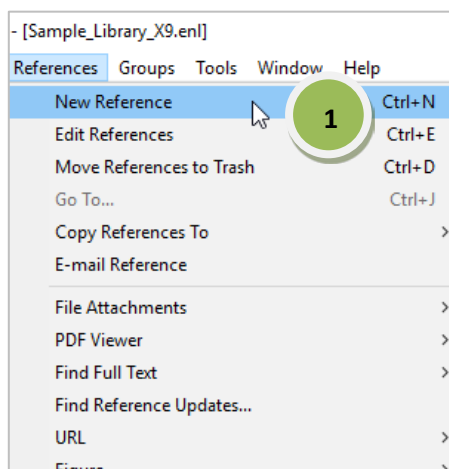 - [Sample_Library_X9.enl]
References Groups Tools Window Help
New Reference Ctrl+N
1
Edit References Ctrl+E
Move References to Trash Ctrl+D
Go To... Ctrl+J
Copy References To
E-mail Reference
File Attachments
PDF Viewer
Find Full Text
Find Reference Updates...
URL
Figure